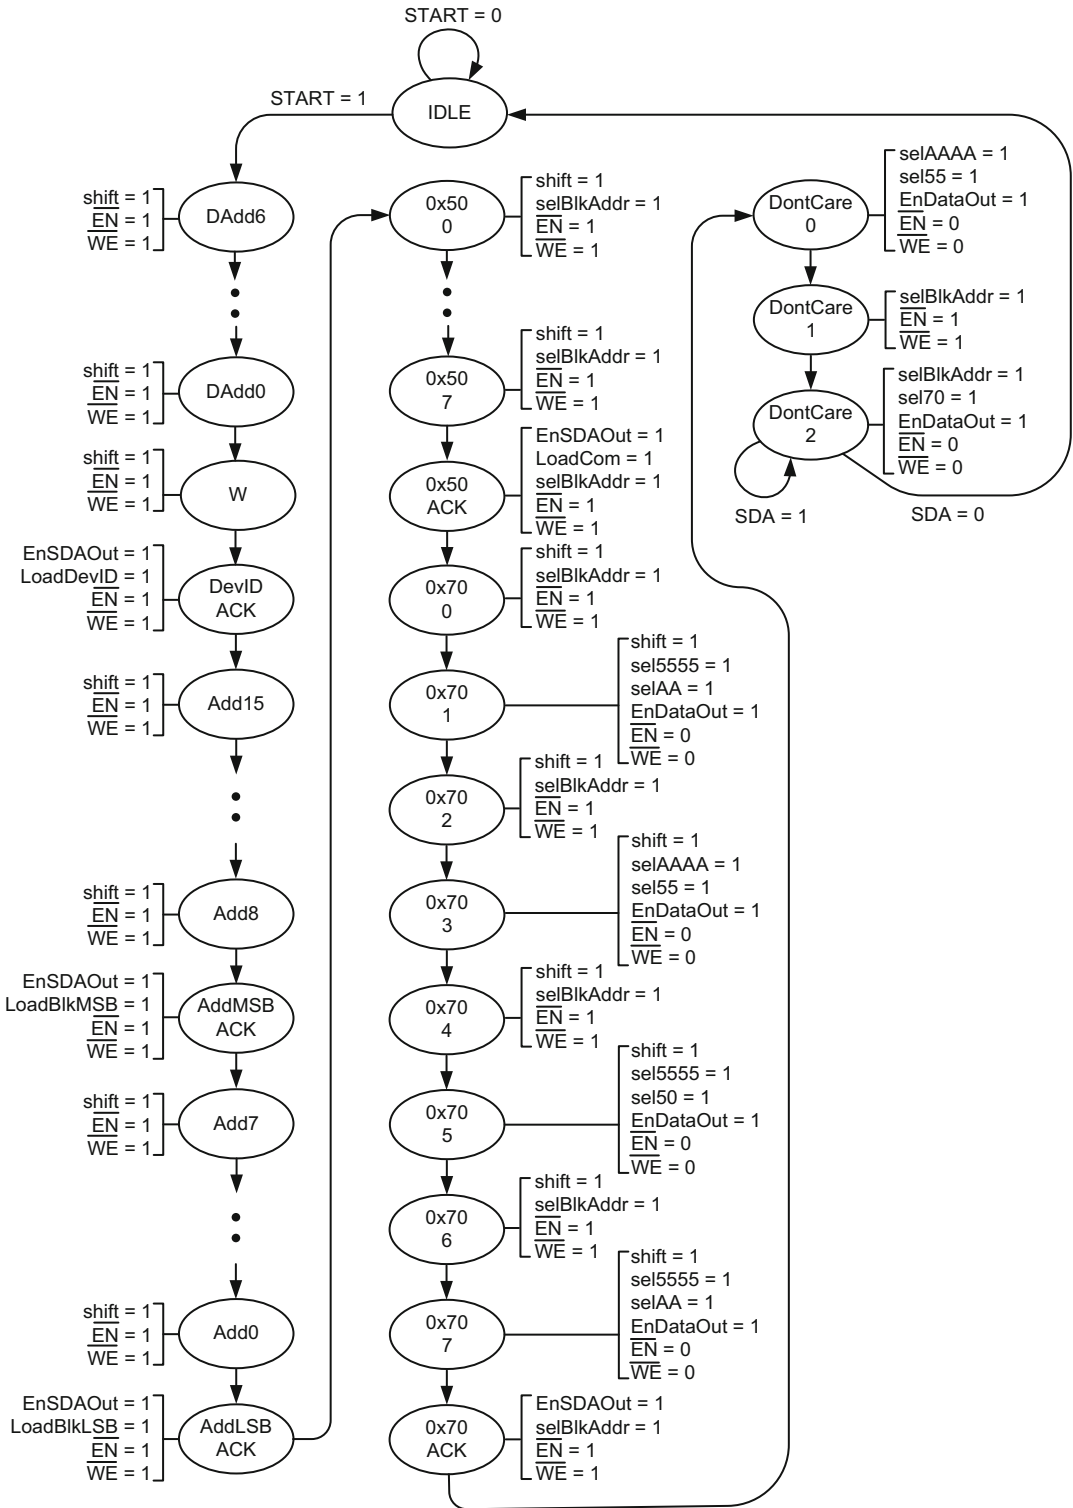 START = 0
IDLE
START = 1
shift = 1
EN = 1
WE = 1
DAdd6
shift = 1
EN = 1
WE = 1
DAdd0
shift = 1
EN = 1
WE = 1
W
EnSDAOut = 1
LoadDevID = 1
EN = 1
WE = 1
DevID
ACK
shift = 1
EN = 1
WE = 1
Add15
shift = 1
EN = 1
WE = 1
Add8
EnSDAOut = 1
LoadBlkMSB = 1
EN = 1
WE = 1
AddMSB
ACK
shift = 1
EN = 1
WE = 1
Add7
shift = 1
EN = 1
WE = 1
Add0
EnSDAOut = 1
LoadBlkLSB = 1
EN = 1
WE = 1
AddLSB
ACK
0x50
0
shift = 1
selBlkAddr = 1
EN = 1
WE = 1
0x50
7
shift = 1
selBlkAddr = 1
EN = 1
WE = 1
0x50
ACK
EnSDAOut = 1
LoadCom = 1
selBlkAddr = 1
EN = 1
WE = 1
0x70
0
shift = 1
selBlkAddr = 1
EN = 1
WE = 1
0x70
1
shift = 1
sel5555 = 1
selAA = 1
EnDataOut = 1
EN = 0
WE = 0
0x70
2
shift = 1
selBlkAddr = 1
EN = 1
WE = 1
0x70
3
shift = 1
selAAAA = 1
sel55 = 1
EnDataOut = 1
EN = 0
WE = 0
0x70
4
shift = 1
selBlkAddr = 1
EN = 1
WE = 1
0x70
5
shift = 1
sel5555 = 1
sel50 = 1
EnDataOut = 1
EN = 0
WE = 0
0x70
6
shift = 1
selBlkAddr = 1
EN = 1
WE = 1
0x70
7
shift = 1
sel5555 = 1
selAA = 1
EnDataOut = 1
EN = 0
WE = 0
0x70
ACK
EnSDAOut = 1
selBlkAddr = 1
EN = 1
WE = 1
DontCare
0
selAAAA = 1
sel55 = 1
EnDataOut = 1
EN = 0
WE = 0
DontCare
1
selBlkAddr = 1
EN = 1
WE = 1
DontCare
2
selBlkAddr = 1
sel70 = 1
EnDataOut = 1
EN = 0
WE = 0
SDA = 1
SDA = 0